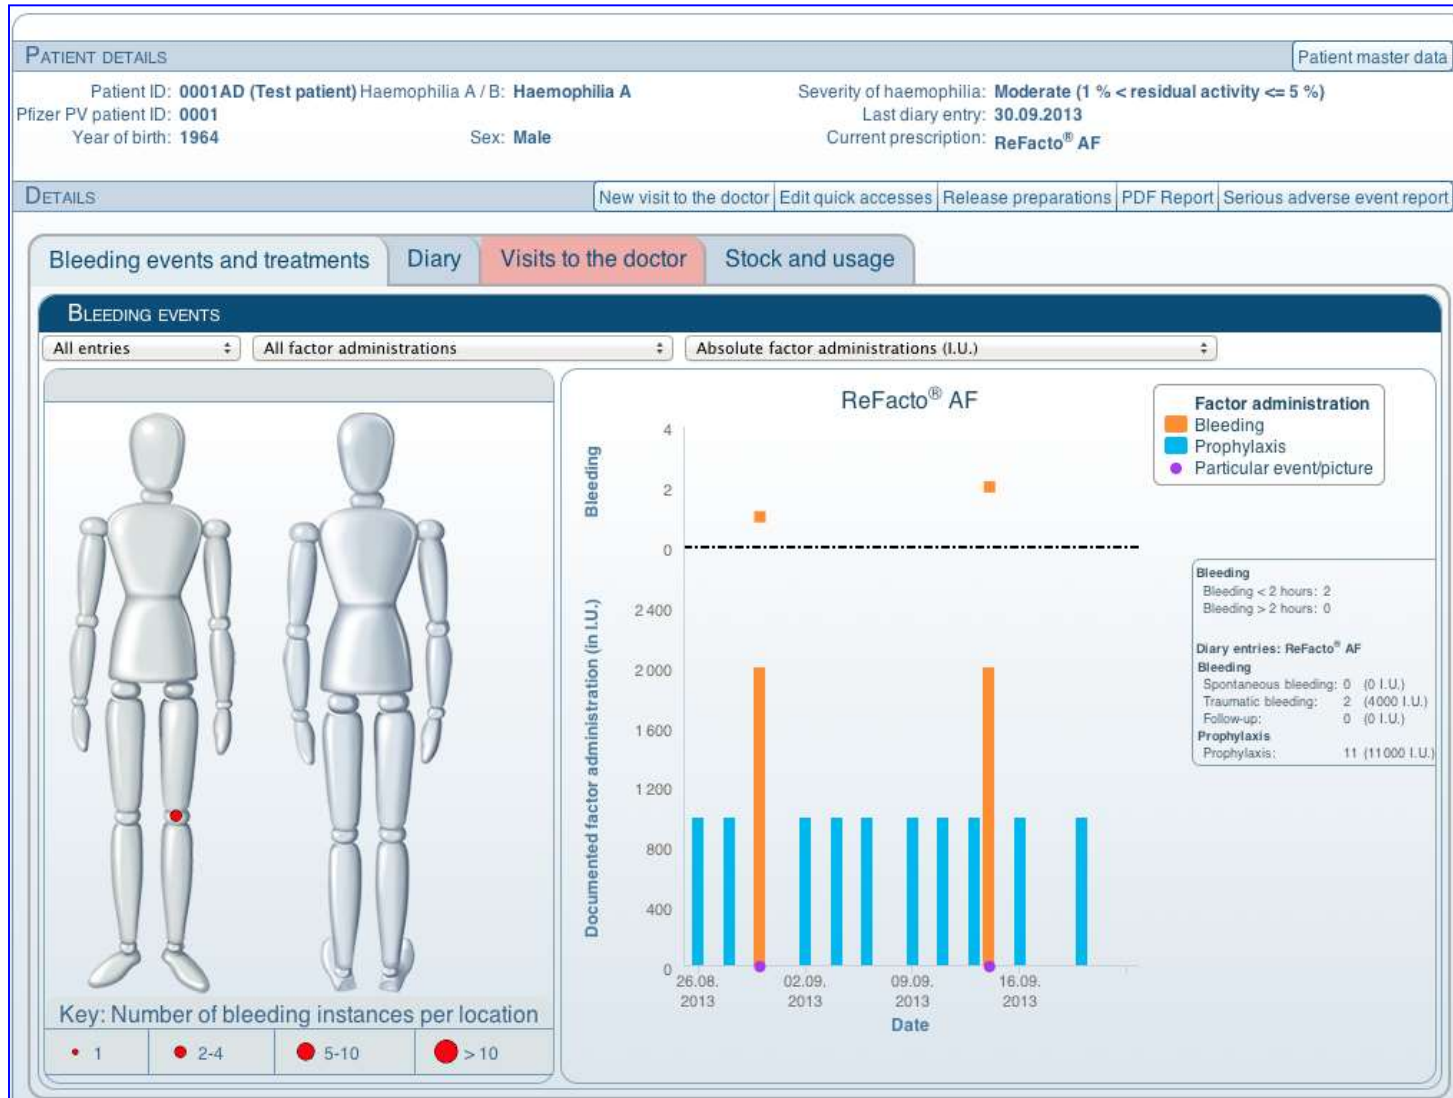 PATIENT DETAILS
Patient master data
Patient ID: 0001AD (Test patient) Haemophilia A / B: Haemophilia A
Severity of haemophilia: Moderate (1 % < residual activity <= 5 %)
Pfizer PV patient ID: 0001
Last diary entry: 30.09.2013
Year of birth: 1964
Sex: Male
Current prescription: ReFacto® AF
DETAILS
New visit to the doctor
Edit quick accesses
Release preparations
PDF Report
Serious adverse event report
Bleeding events and treatments
Diary
Visits to the doctor
Stock and usage
BLEEDING EVENTS
All entries
All factor administrations
Absolute factor administrations (I.U.)
Key: Number of bleeding instances per location
1
2-4
5-10
> 10
ReFacto® AF
Bleeding
4
2
0
Documented factor administration (in I.U.)
2 400
2 000
1 600
1 200
800
400
0
26.08.
2013
02.09.
2013
09.09.
2013
16.09.
2013
Date
Factor administration
Bleeding
Prophylaxis
Particular event/picture
Bleeding
Bleeding < 2 hours: 2
Bleeding > 2 hours: 0
Diary entries: ReFacto® AF
Bleeding
Spontaneous bleeding: 0 (0 I.U.)
Traumatic bleeding: 2 (4000 I.U.)
Follow-up: 0 (0 I.U.)
Prophylaxis
Prophylaxis: 11 (11000 I.U.)